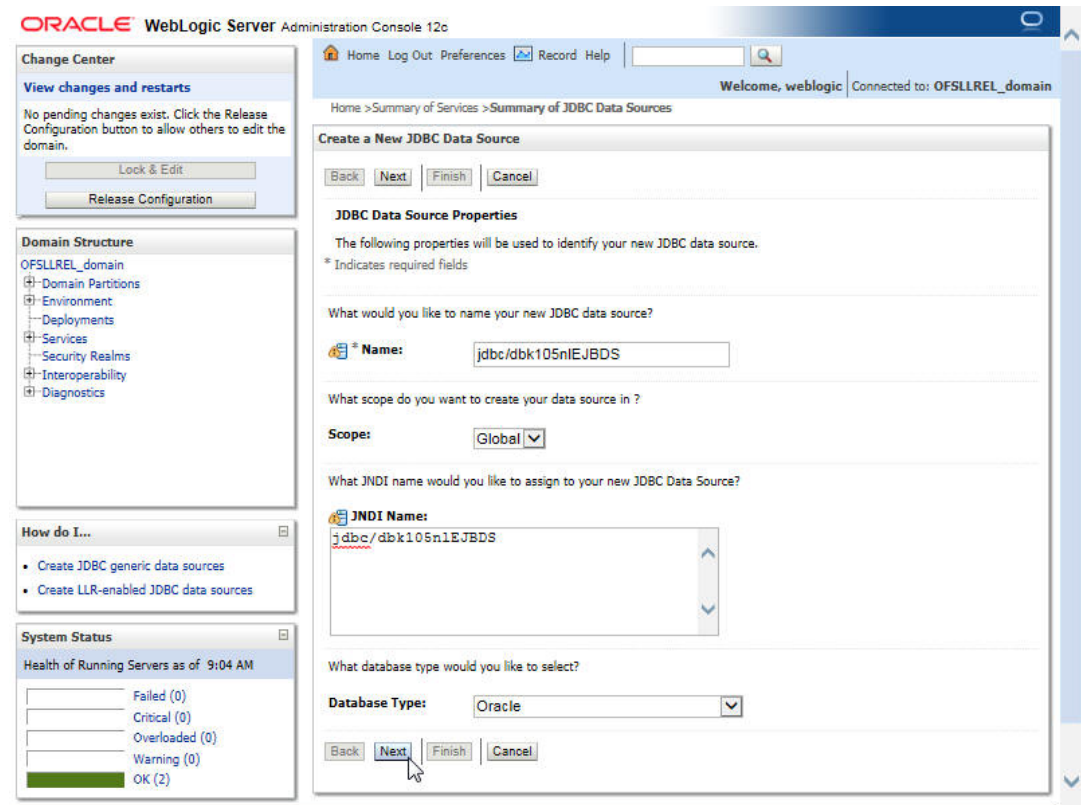 ORACLE WebLogic Server Administration Console 12c
Change Center
View changes and restarts
No pending changes exist. Click the Release
Configuration button to allow others to edit the
domain.
Lock & Edit
Release Configuration
Domain Structure
OFSLLREL_domain
Domain Partitions
Environment
Deployments
Services
Security Realms
Interoperability
Diagnostics
How do I...
Create JDBC generic data sources
Create LLR-enabled JDBC data sources
System Status
Health of Running Servers as of 9:04 AM
Failed (0)
Critical (0)
Overloaded (0)
Warning (0)
OK (2)
Home Log Out Preferences Record Help
Welcome, weblogic Connected to: OFSLLREL_domain
Home >Summary of Services >Summary of JDBC Data Sources
Create a New JDBC Data Source
Back Next Finish Cancel
JDBC Data Source Properties
The following properties will be used to identify your new JDBC data source.
* Indicates required fields
What would you like to name your new JDBC data source?
* Name: jdbc/dbk105nlEJBDS
What scope do you want to create your data source in ?
Scope: Global
What JNDI name would you like to assign to your new JDBC Data Source?
JNDI Name:
jdbc/dbk105nlEJBDS
What database type would you like to select?
Database Type: Oracle
Back Next Finish Cancel